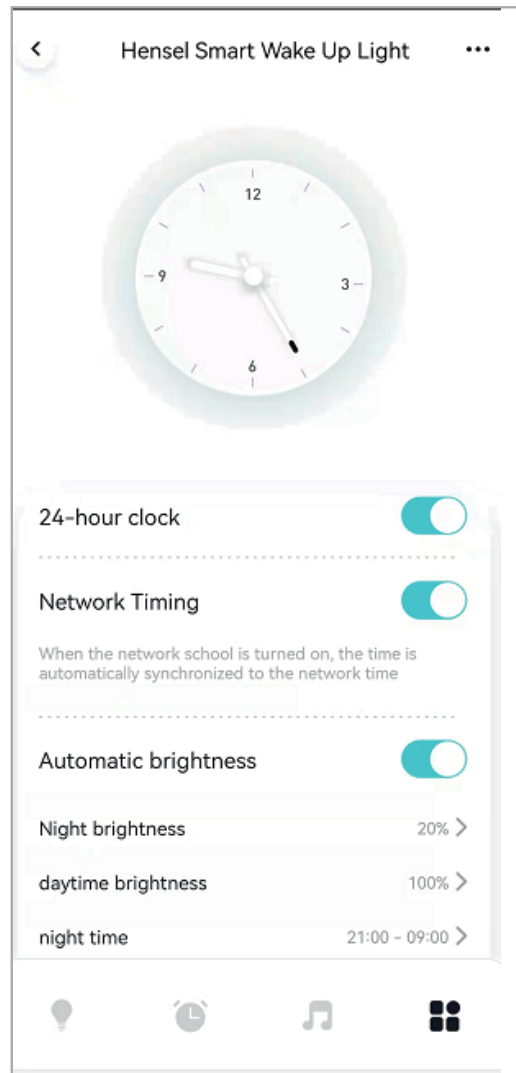 Hensel Smart Wake Up Light
12
9
3
6
24-hour clock
Network Timing
When the network school is turned on, the time is
automatically synchronized to the network time
Automatic brightness
Night brightness 20%
daytime brightness 100%
night time 21:00 - 09:00